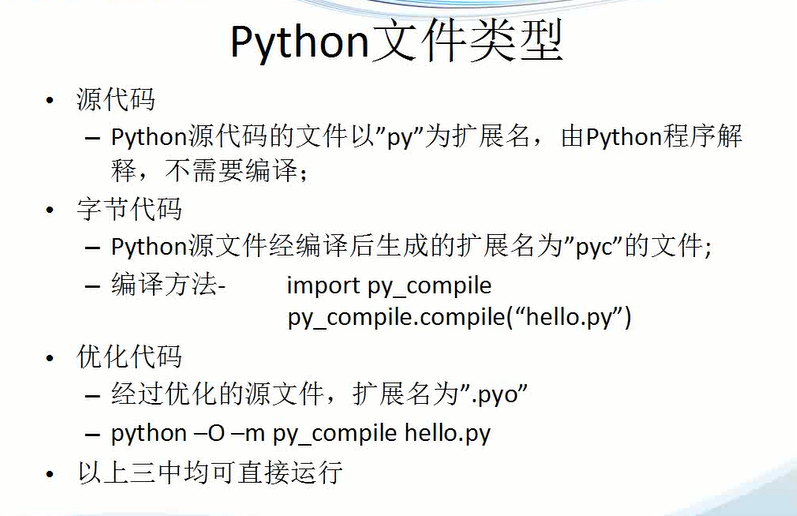 Python文件类型
• 源代码
– Python源代码的文件以”py”为扩展名，由Python程序解
释，不需要编译；
• 字节代码
– Python源文件经编译后生成的扩展名为”pyc”的文件;
– 编译方法- import py_compile
py_compile.compile(“hello.py”)
• 优化代码
– 经过优化的源文件，扩展名为”.pyo”
– python –O –m py_compile hello.py
• 以上三中均可直接运行